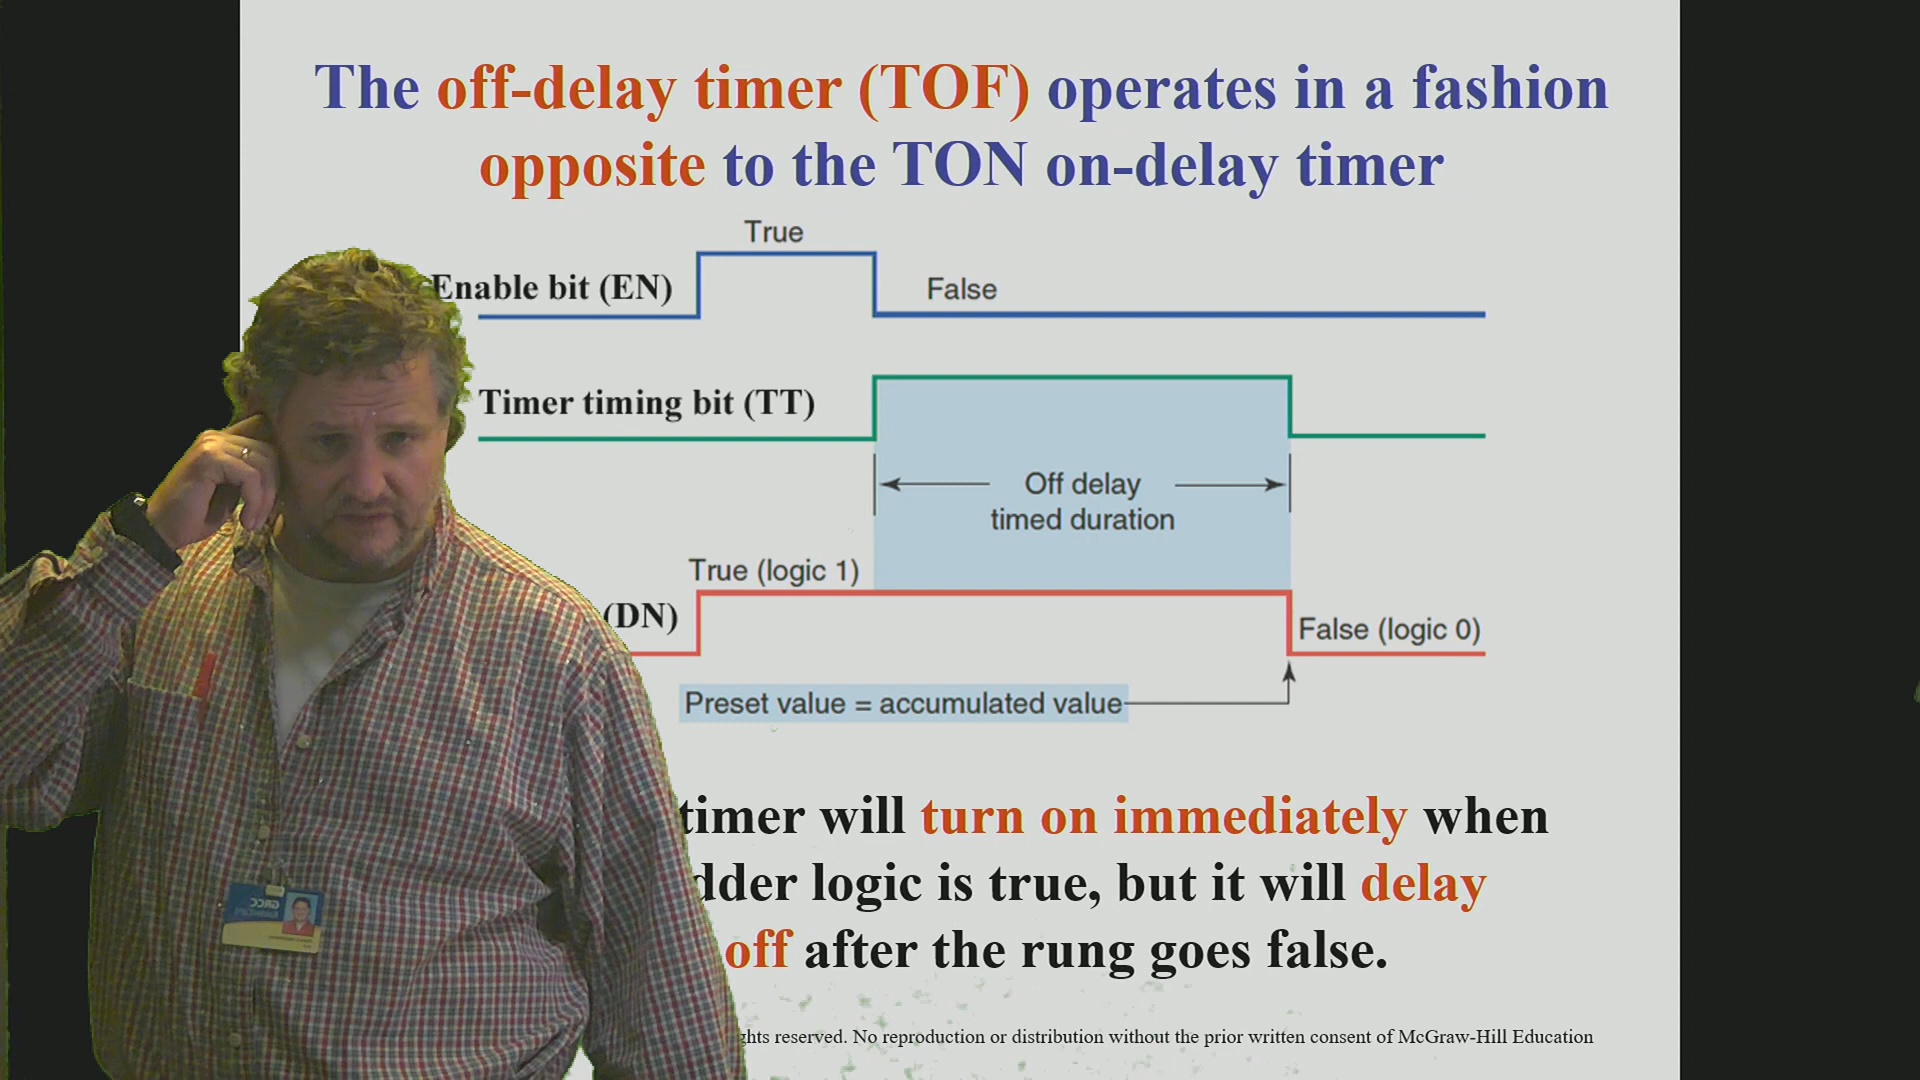 The off-delay timer (TOF) operates in a fashion
opposite to the TON on-delay timer
True
Enable bit (EN)
False
Timer timing bit (TT)
Off delay
timed duration
True (logic 1)
(DN)
False (logic 0)
Preset value = accumulated value
timer will turn on immediately when
logic is true, but it will delay
off after the rung goes false.
reserved. No reproduction or distribution without the prior written consent of McGraw-Hill Education
GRCC